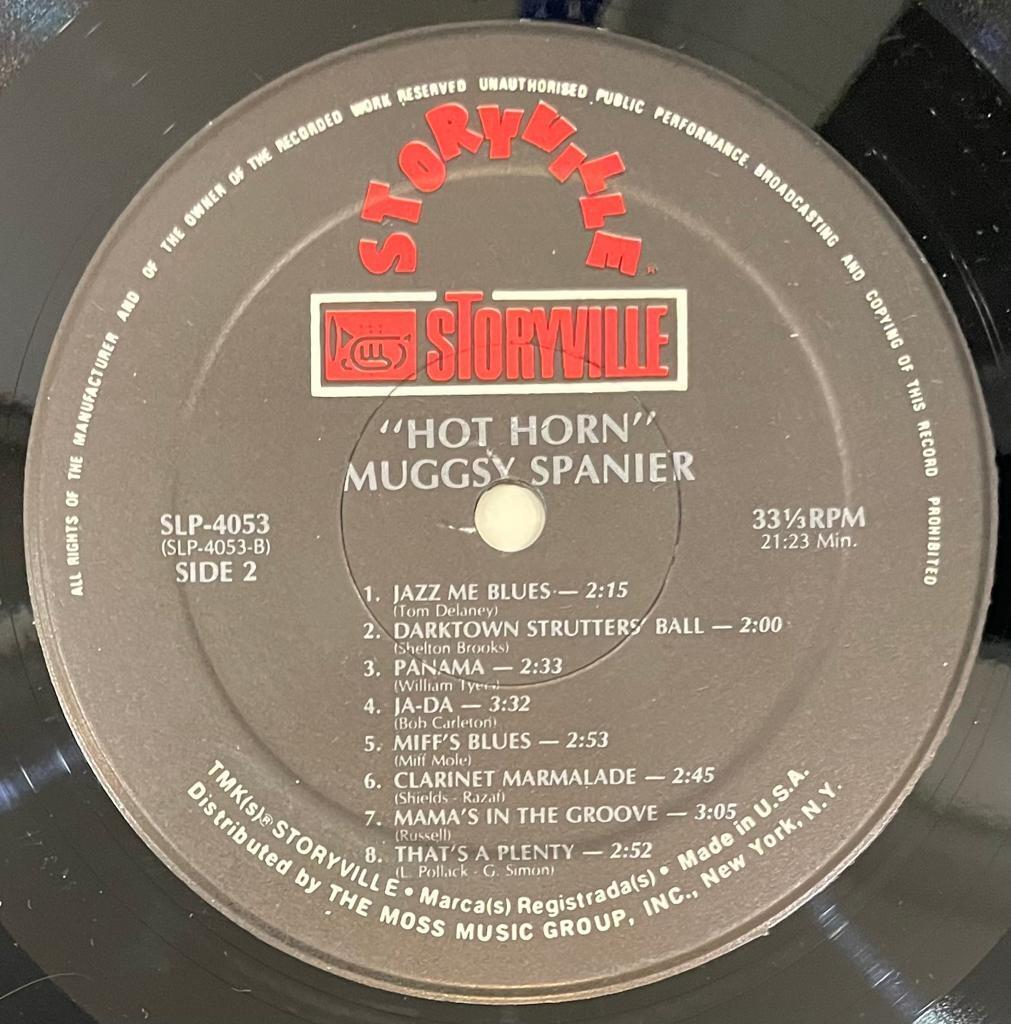 ALL RIGHTS OF THE MANUFACTURER AND OF THE OWNER OF THE RECORDED WORK RESERVED UNAUTHORISED PUBLIC PERFORMANCE BROADCASTING AND COPYING OF THIS RECORD PROHIBITED
STORYVILLE®
STORYVILLE
"HOT HORN"
MUGGSY SPANIER
SLP-4053
(SLP-4053-B)
SIDE 2
33⅓ RPM
21:23 Min.
1. JAZZ ME BLUES — 2:15
(Tom Delaney)
2. DARKTOWN STRUTTERS' BALL — 2:00
(Shelton Brooks)
3. PANAMA — 2:33
(William Tyers)
4. JA-DA — 3:32
(Bob Carleton)
5. MIFF'S BLUES — 2:53
(Miff Mole)
6. CLARINET MARMALADE — 2:45
(Shields - Razaf)
7. MAMA'S IN THE GROOVE — 3:05
(Russell)
8. THAT'S A PLENTY — 2:52
(L. Pollack - G. Simon)
TMK(s)® STORYVILLE • Marca(s) Registrada(s) • Made in U.S.A.
Distributed by THE MOSS MUSIC GROUP, INC., New York, N.Y.